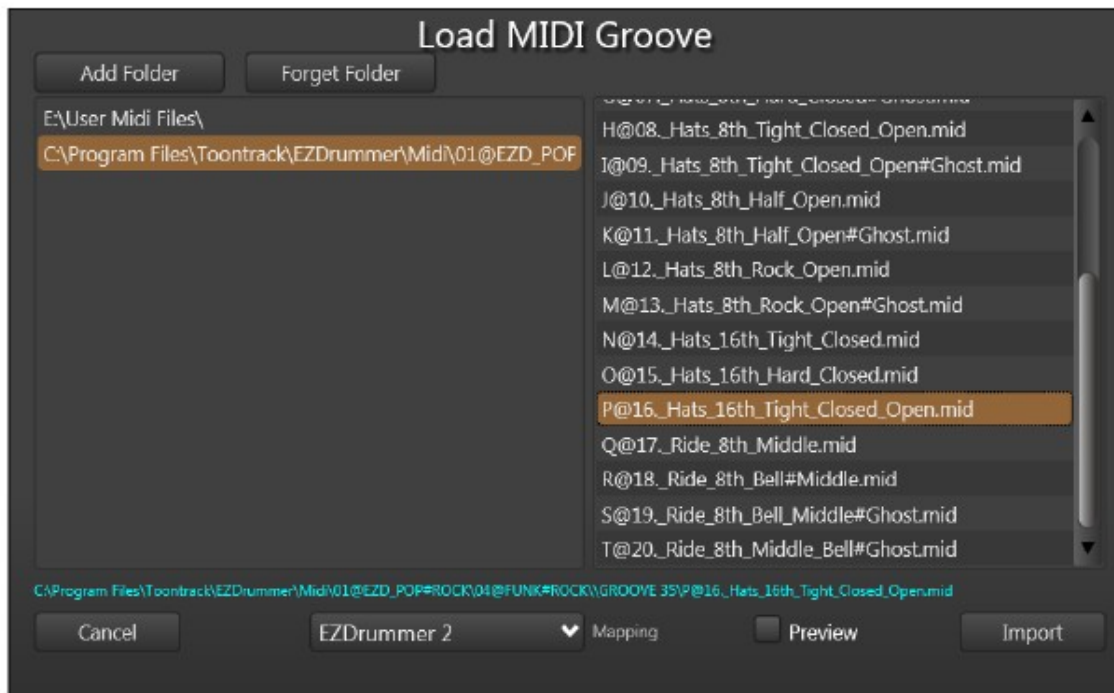 Load MIDI Groove
Add Folder
Forget Folder
E:\User Midi Files\
C:\Program Files\Toontrack\EZDrummer\Midi\01@EZD_POP
H@08._Hats_8th_Tight_Closed_Open.mid
I@09._Hats_8th_Tight_Closed_Open#Ghost.mid
J@10._Hats_8th_Half_Open.mid
K@11._Hats_8th_Half_Open#Ghost.mid
L@12._Hats_8th_Rock_Open.mid
M@13._Hats_8th_Rock_Open#Ghost.mid
N@14._Hats_16th_Tight_Closed.mid
O@15._Hats_16th_Hard_Closed.mid
P@16._Hats_16th_Tight_Closed_Open.mid
Q@17._Ride_8th_Middle.mid
R@18._Ride_8th_Bell#Middle.mid
S@19._Ride_8th_Bell_Middle#Ghost.mid
T@20._Ride_8th_Middle_Bell#Ghost.mid
C:\Program Files\Toontrack\EZDrummer\Midi\01@EZD_POP#ROCK\04@FUNK#ROCK\\GROOVE 35\P@16._Hats_16th_Tight_Closed_Open.mid
Cancel
EZDrummer 2
Mapping
Preview
Import